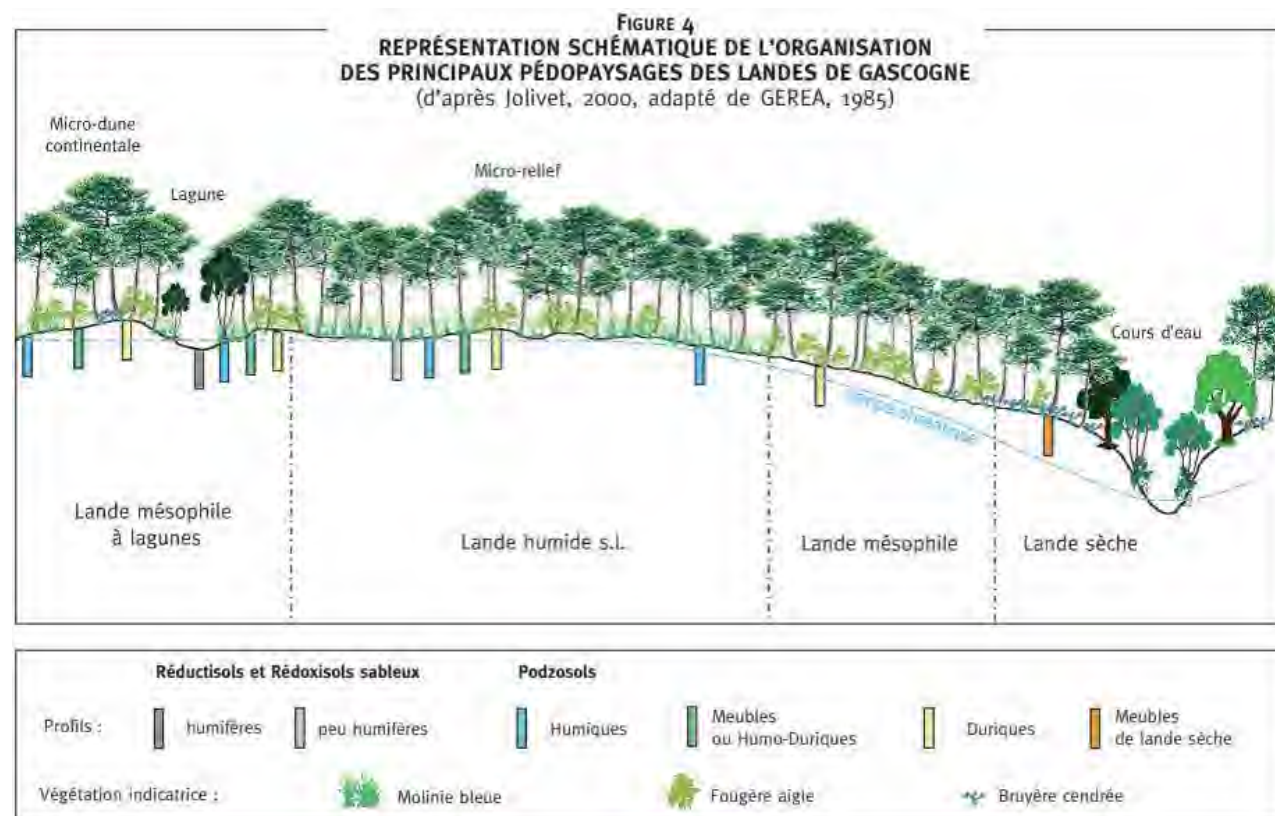 FIGURE 4
REPRÉSENTATION SCHÉMATIQUE DE L'ORGANISATION
DES PRINCIPAUX PÉDOPAYSAGES DES LANDES DE GASCOGNE
(d'après Jolivet, 2000, adapté de GEREA, 1985)
Micro-dune
continentale
Lagune
Micro-relief
Cours d'eau
Lande mésophile
à lagunes
Lande humide s.l.
Lande mésophile
Lande sèche
Réductisols et Rédoxisols sableux
Podzosols
Profils :
humifères
peu humifères
Humiques
Meubles
ou Humo-Duriques
Duriques
Meubles
de lande sèche
Végétation indicatrice :
Molinie bleue
Fougère aigle
Bruyère cendrée